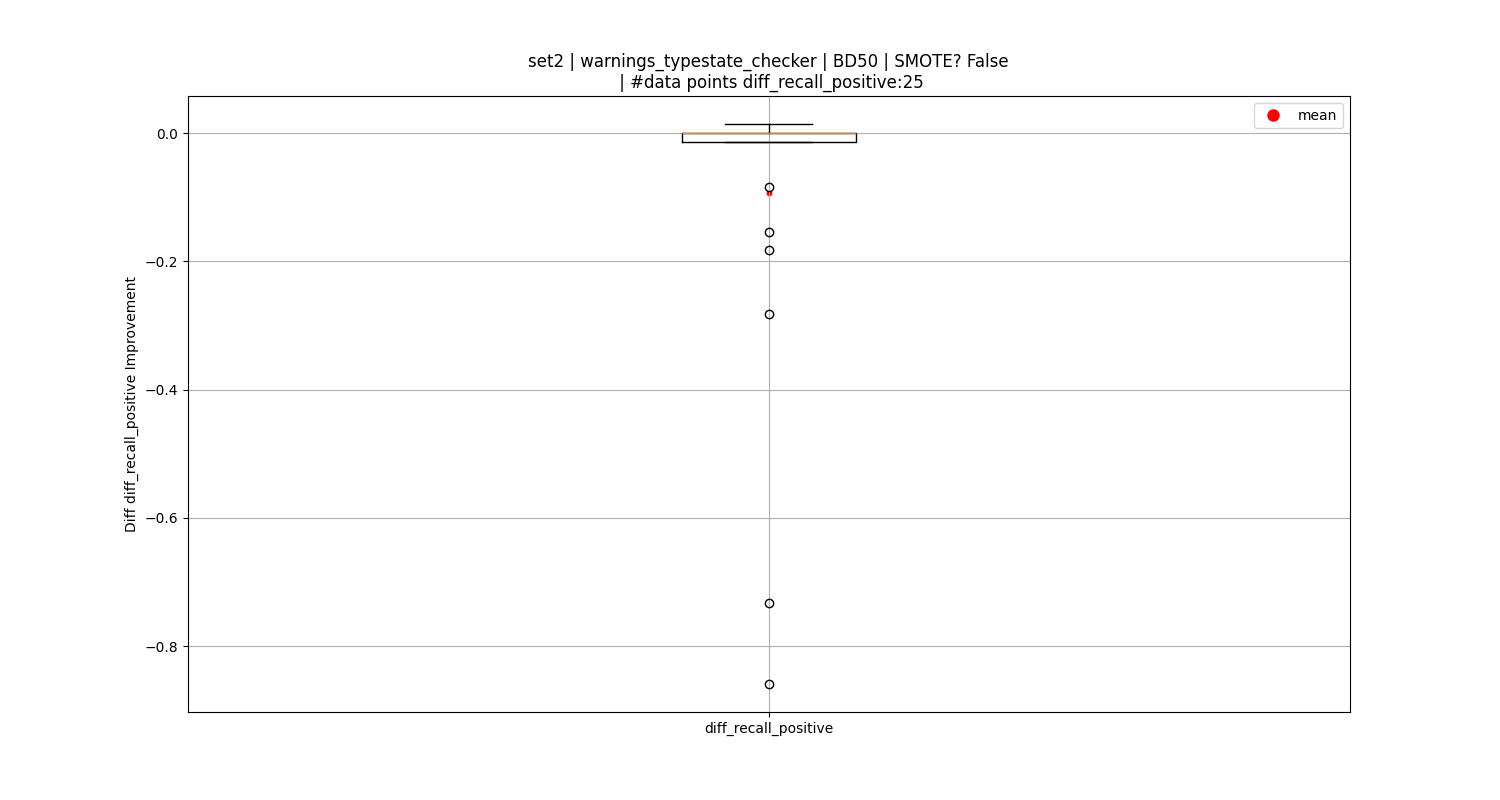 set2 | warnings_typestate_checker | BD50 | SMOTE? False
| #data points diff_recall_positive:25
mean
0.0
−0.2
−0.4
−0.6
−0.8
Diff diff_recall_positive Improvement
diff_recall_positive